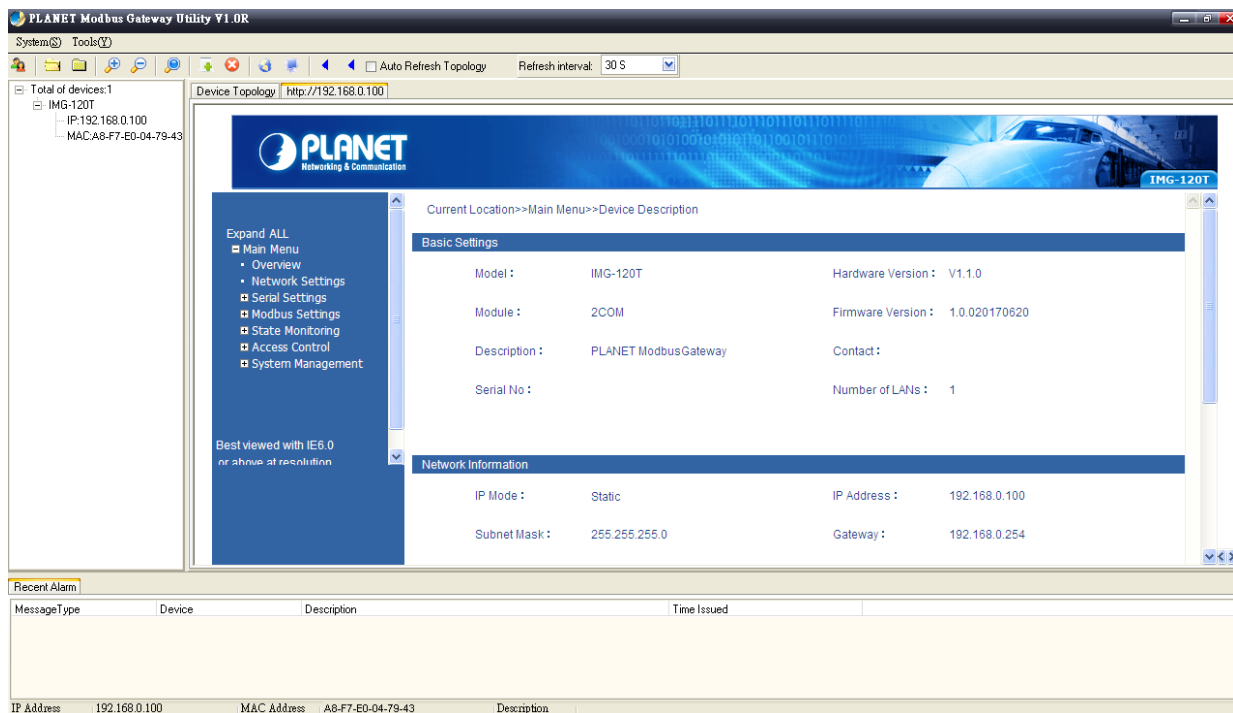 PLANET Modbus Gateway Utility V1.0R
System(S) Tools(Y)
Auto Refresh Topology Refresh interval: 30 S
Total of devices:1
IMG-120T
IP:192.168.0.100
MAC:A8-F7-E0-04-79-43
Device Topology http://192.168.0.100
PLANET
Networking & Communication
IMG-120T
Expand ALL
Main Menu
Overview
Network Settings
Serial Settings
Modbus Settings
State Monitoring
Access Control
System Management
Best viewed with IE6.0
or above at resolution
Current Location>>Main Menu>>Device Description
Basic Settings
Model : IMG-120T Hardware Version : V1.1.0
Module : 2COM Firmware Version : 1.0.020170620
Description : PLANET ModbusGateway Contact :
Serial No : Number of LANs : 1
Network Information
IP Mode : Static IP Address : 192.168.0.100
Subnet Mask : 255.255.255.0 Gateway : 192.168.0.254
Recent Alarm
MessageType Device Description Time Issued
IP Address 192.168.0.100 MAC Address A8-F7-E0-04-79-43 Description